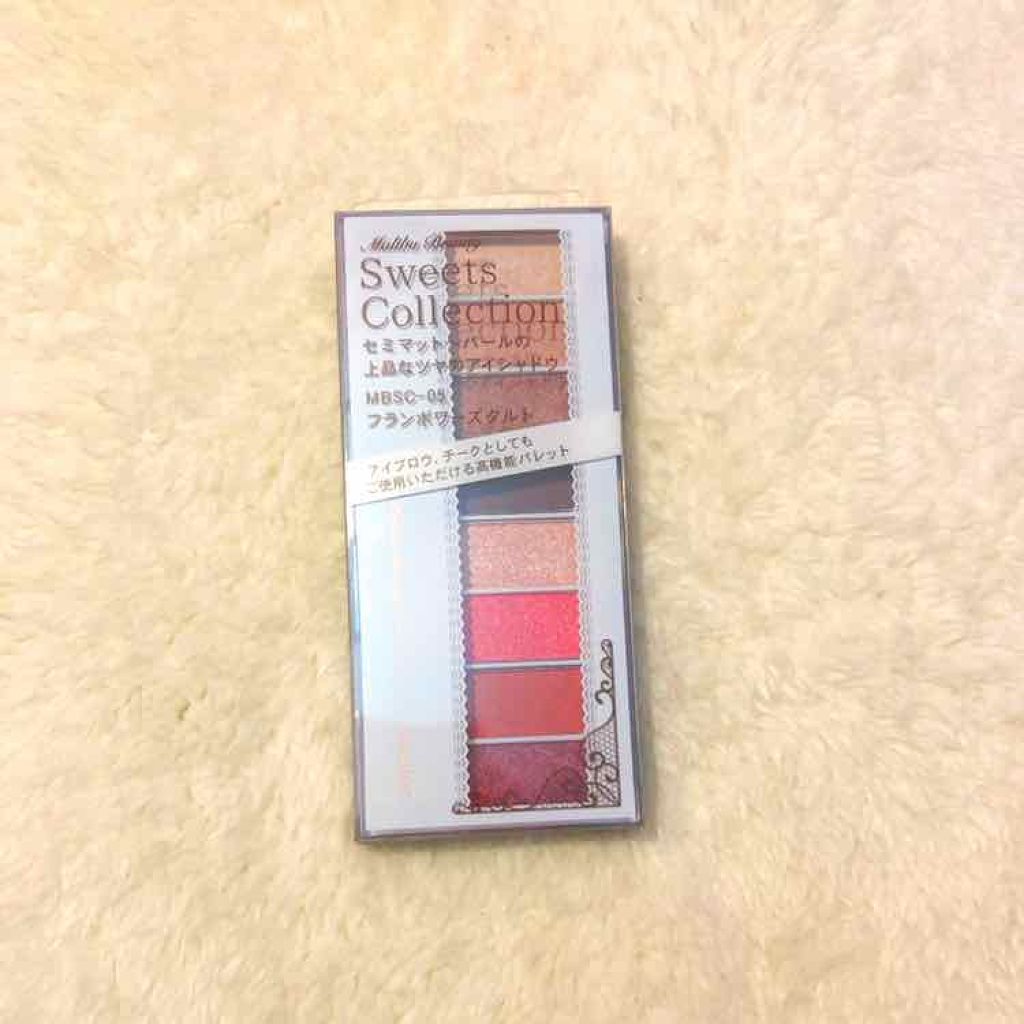 Malibu Beauty
Sweets
Collection
セミマット～パールの
上品なツヤのアイシャドウ
MBSC-05
フランボワーズタルト
アイブロウ、チークとしても
ご使用いただける高機能パレット